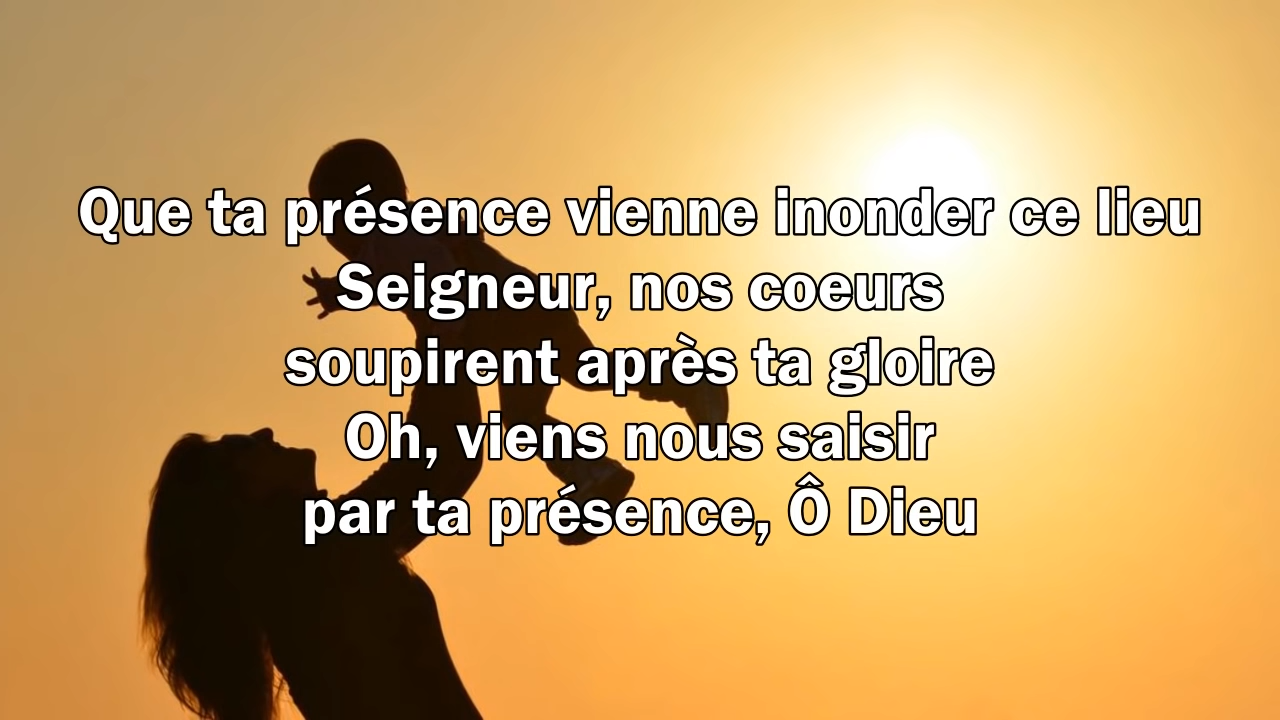 Que ta présence vienne inonder ce lieu
Seigneur, nos coeurs
soupirent après ta gloire
Oh, viens nous saisir
par ta présence, Ô Dieu